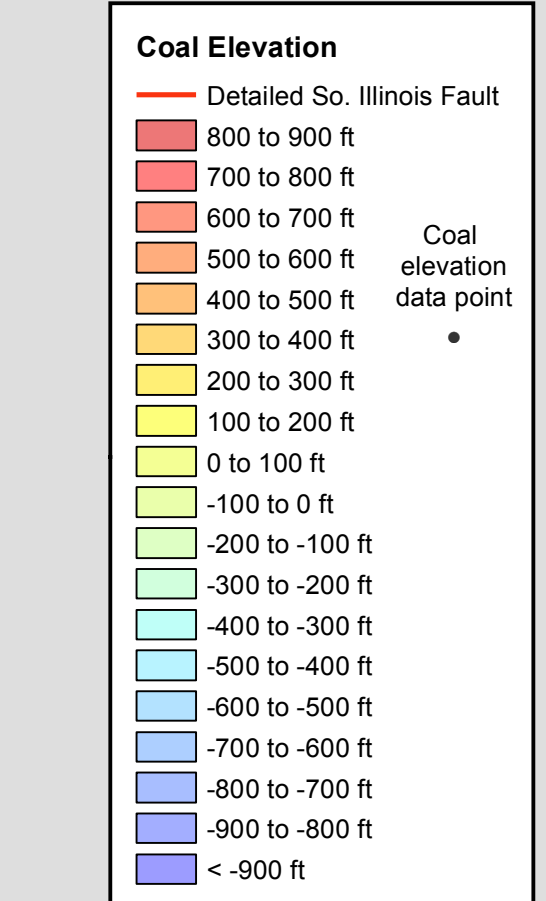 Coal Elevation
Detailed So. Illinois Fault
800 to 900 ft
700 to 800 ft
600 to 700 ft
500 to 600 ft
400 to 500 ft
300 to 400 ft
200 to 300 ft
100 to 200 ft
0 to 100 ft
-100 to 0 ft
-200 to -100 ft
-300 to -200 ft
-400 to -300 ft
-500 to -400 ft
-600 to -500 ft
-700 to -600 ft
-800 to -700 ft
-900 to -800 ft
< -900 ft
Coal
elevation
data point